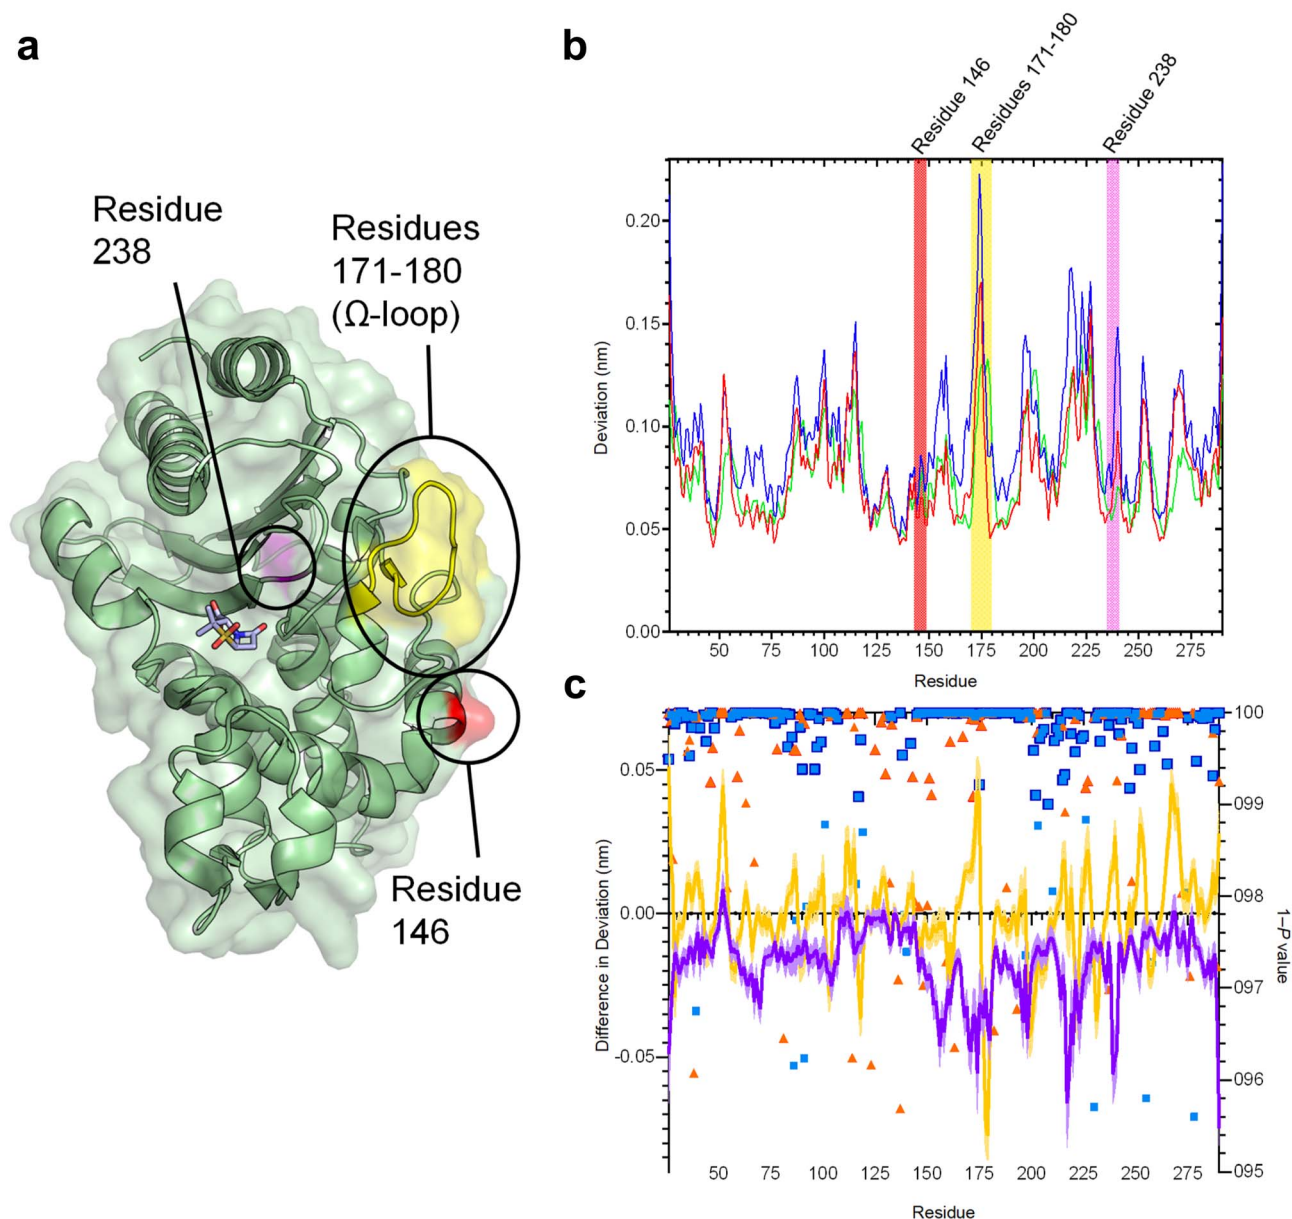 a
Residue
238
Residues
171-180
(Ω-loop)
Residue
146
b
Residue 146
Residues 171-180
Residue 238
0.20
0.15
0.10
0.05
0.00
Deviation (nm)
50 75 100 125 150 175 200 225 250 275
Residue
c
0.05
0.00
-0.05
Difference in Deviation (nm)
100
099
098
097
096
095
1–P value
50 75 100 125 150 175 200 225 250 275
Residue